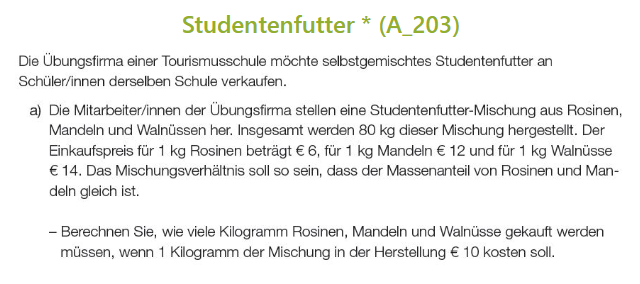 Studentenfutter * (A_203)
Die Übungsfirma einer Tourismusschule möchte selbstgemischtes Studentenfutter an
Schüler/innen derselben Schule verkaufen.
a) Die Mitarbeiter/innen der Übungsfirma stellen eine Studentenfutter-Mischung aus Rosinen,
Mandeln und Walnüssen her. Insgesamt werden 80 kg dieser Mischung hergestellt. Der
Einkaufspreis für 1 kg Rosinen beträgt € 6, für 1 kg Mandeln € 12 und für 1 kg Walnüsse
€ 14. Das Mischungsverhältnis soll so sein, dass der Massenanteil von Rosinen und Man-
deln gleich ist.
– Berechnen Sie, wie viele Kilogramm Rosinen, Mandeln und Walnüsse gekauft werden
müssen, wenn 1 Kilogramm der Mischung in der Herstellung € 10 kosten soll.